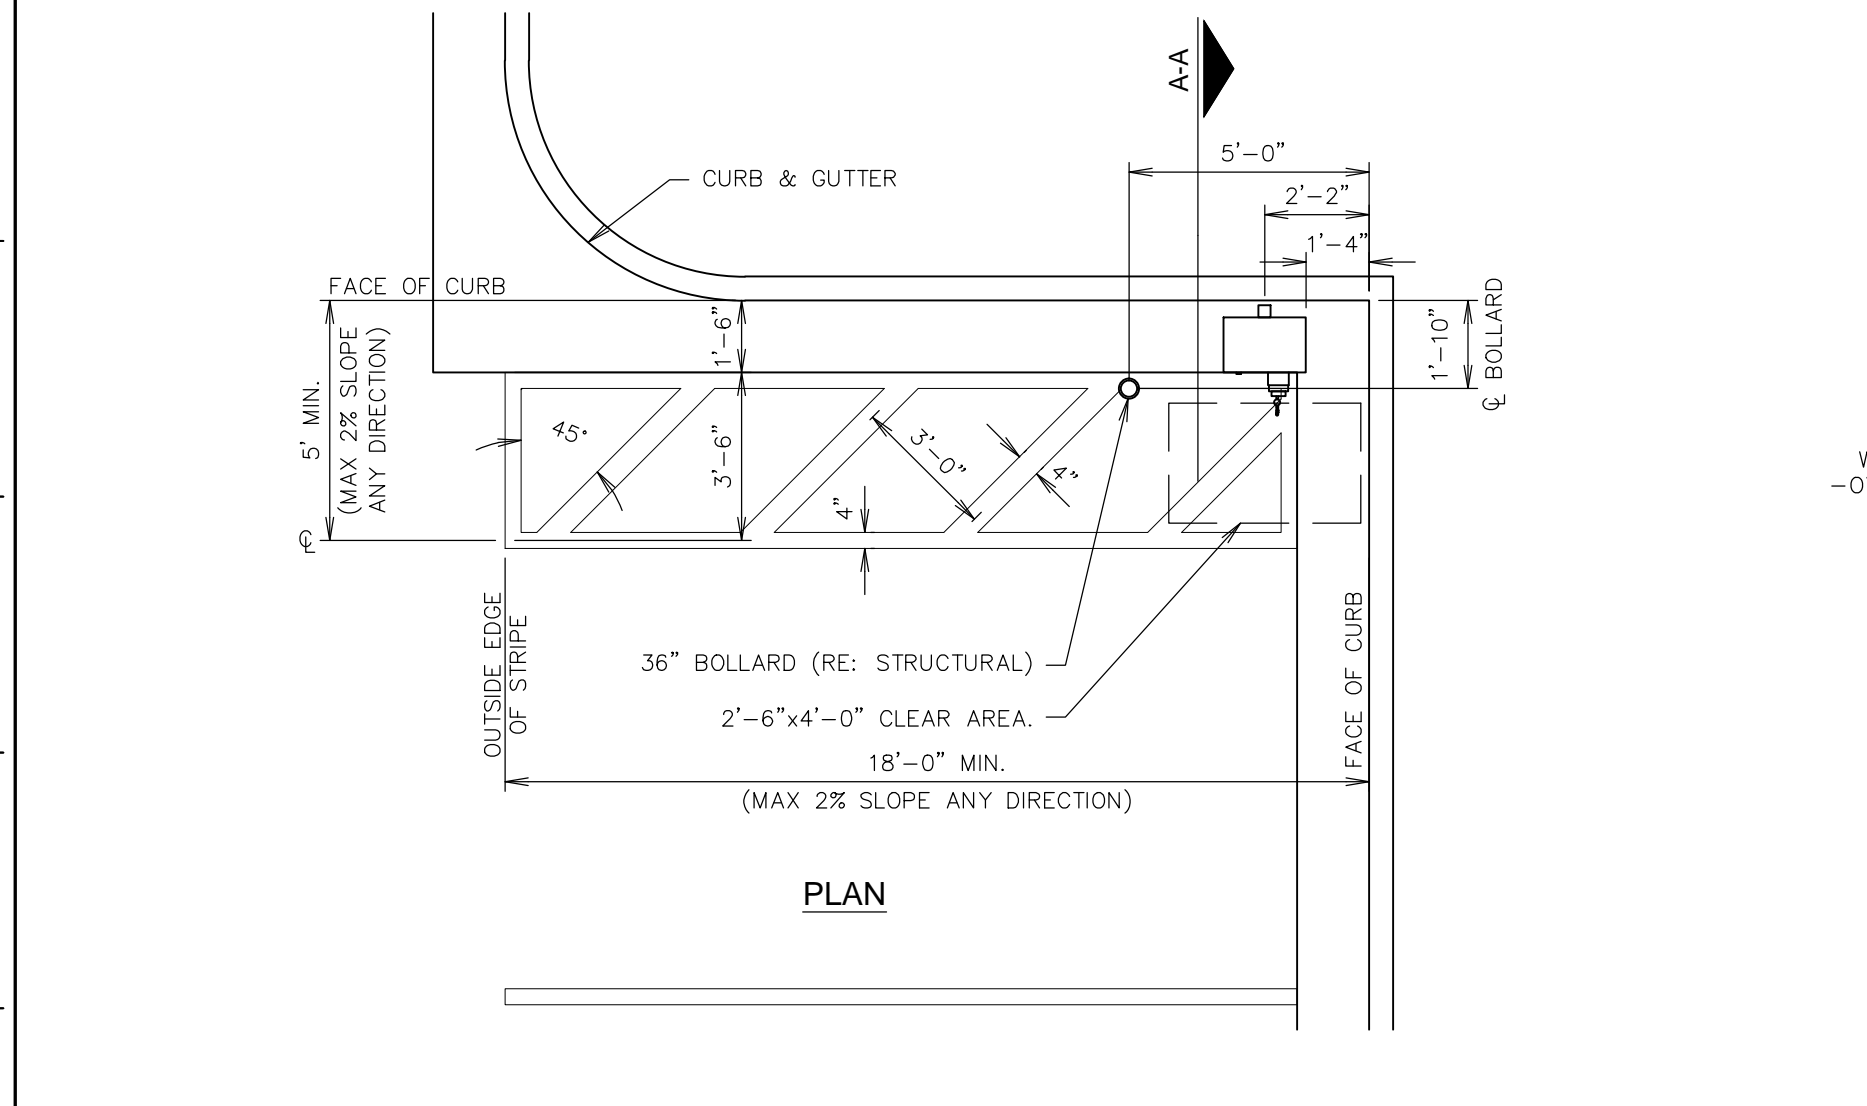 A-A
5'-0"
2'-2"
1'-4"
CURB & GUTTER
FACE OF CURB
1'-6"
1'-10"
℄ BOLLARD
5' MIN.
(MAX 2% SLOPE
ANY DIRECTION)
45°
3'-6"
3'-0"
4"
4"
℄
OUTSIDE EDGE
OF STRIPE
36" BOLLARD (RE: STRUCTURAL)
2'-6"x4'-0" CLEAR AREA.
FACE OF CURB
18'-0" MIN.
(MAX 2% SLOPE ANY DIRECTION)
PLAN